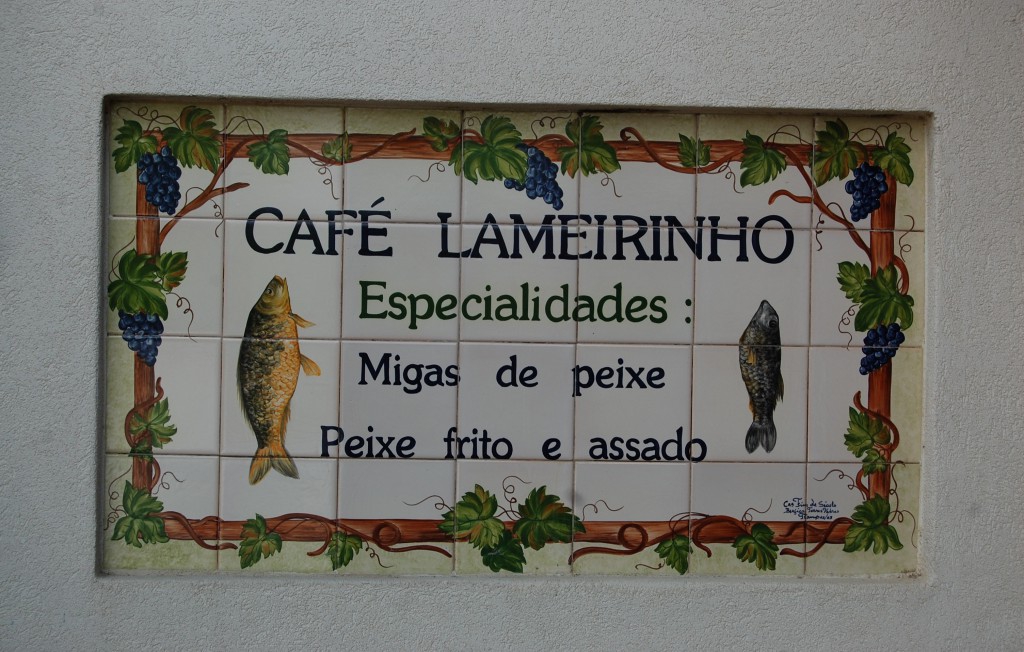 CAFÉ LAMEIRINHO
Especialidades :
Migas de peixe
Peixe frito e assado